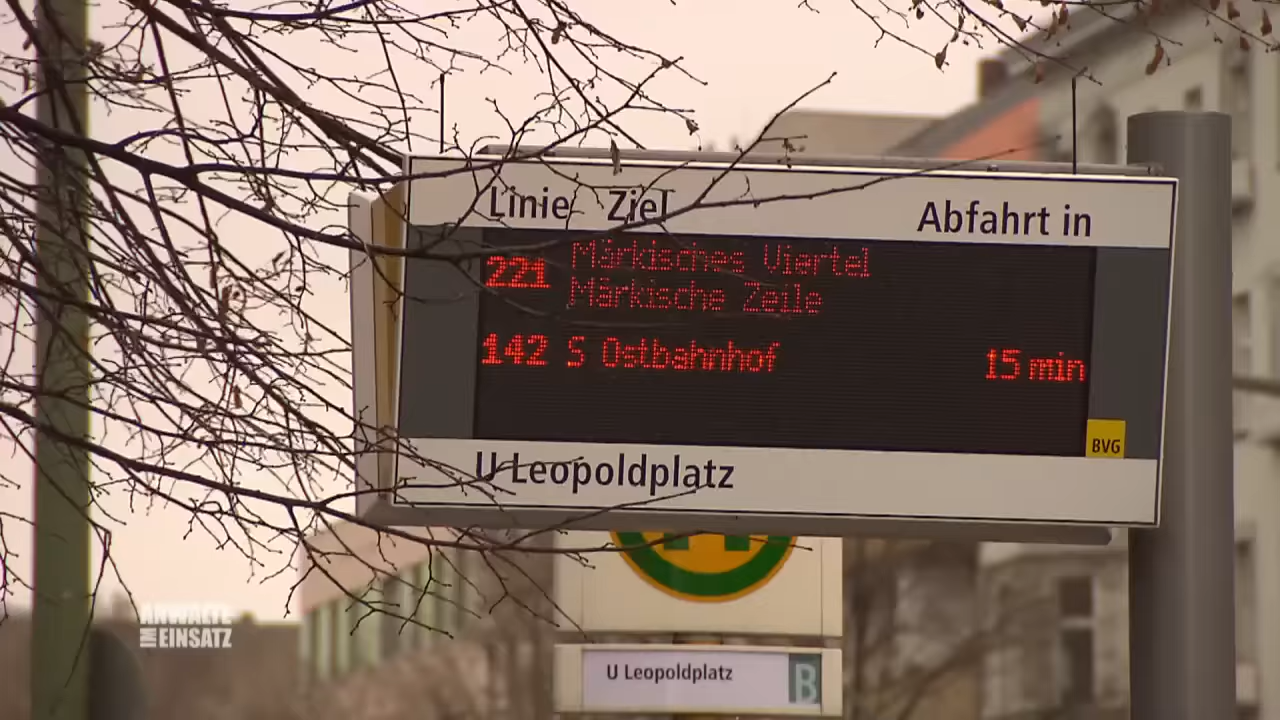 Linie Ziel Abfahrt in
221 Märkisches Viertel
Märkische Zeile
142 S Ostbahnhof 15 min
BVG
U Leopoldplatz
U Leopoldplatz B
ANWÄLTE
IM EINSATZ